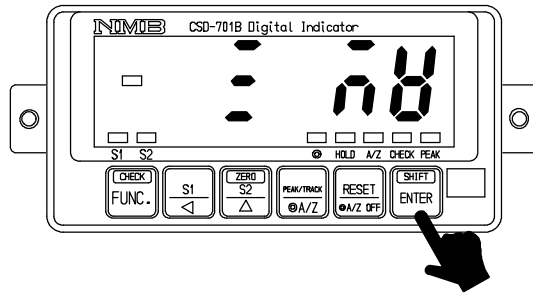 NMB CSD-701B Digital Indicator
S1 S2 ◎ HOLD A/Z CHECK PEAK
CHECK ZERO SHIFT
FUNC. S1 S2 PEAK/TRACK RESET ENTER
◁ △ ◎A/Z ◎A/Z OFF